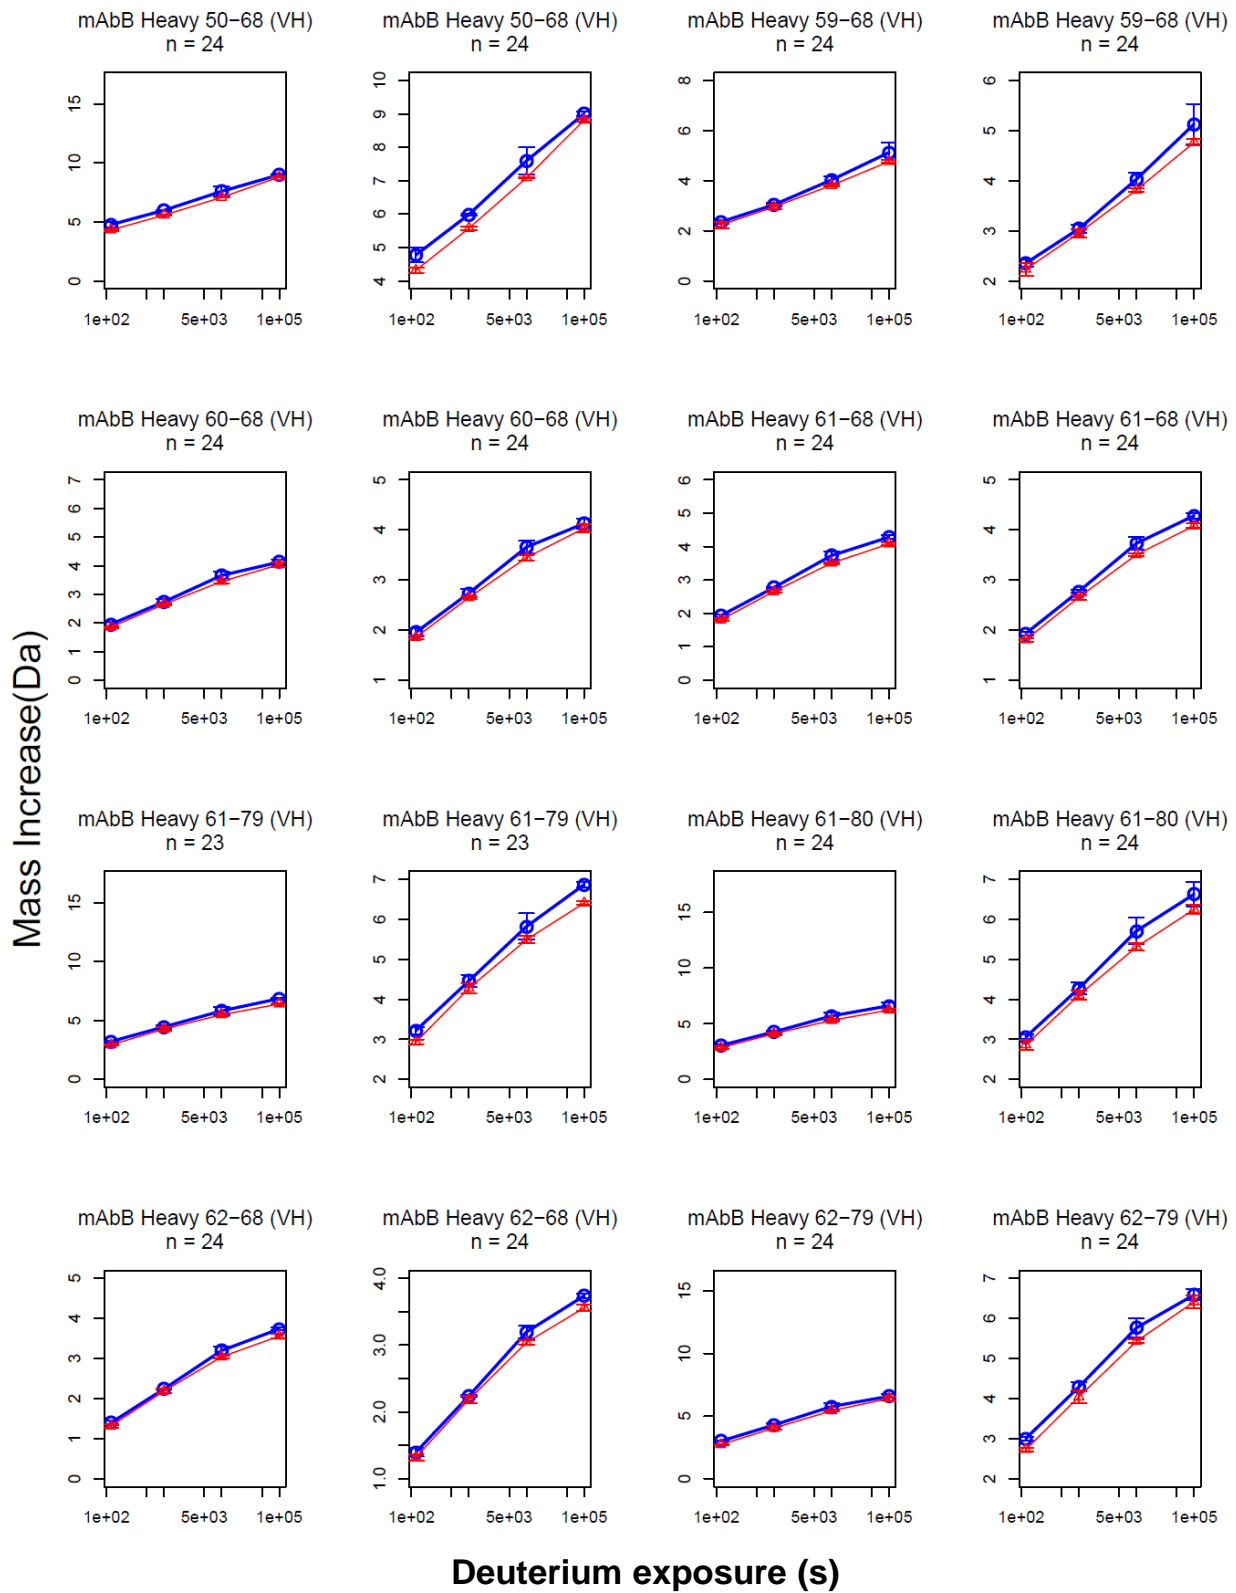 mAbB Heavy 50−68 (VH)
n = 24
mAbB Heavy 50−68 (VH)
n = 24
mAbB Heavy 59−68 (VH)
n = 24
mAbB Heavy 59−68 (VH)
n = 24
0 5 10 15
4 5 6 7 8 9 10
0 2 4 6 8
2 3 4 5 6
1e+02 5e+03 1e+05
1e+02 5e+03 1e+05
1e+02 5e+03 1e+05
1e+02 5e+03 1e+05
mAbB Heavy 60−68 (VH)
n = 24
mAbB Heavy 60−68 (VH)
n = 24
mAbB Heavy 61−68 (VH)
n = 24
mAbB Heavy 61−68 (VH)
n = 24
0 1 2 3 4 5 6 7
1 2 3 4 5
0 1 2 3 4 5 6
1 2 3 4 5
1e+02 5e+03 1e+05
1e+02 5e+03 1e+05
1e+02 5e+03 1e+05
1e+02 5e+03 1e+05
Mass Increase(Da)
mAbB Heavy 61−79 (VH)
n = 23
mAbB Heavy 61−79 (VH)
n = 23
mAbB Heavy 61−80 (VH)
n = 24
mAbB Heavy 61−80 (VH)
n = 24
0 5 10 15
2 3 4 5 6 7
0 5 10 15
2 3 4 5 6 7
1e+02 5e+03 1e+05
1e+02 5e+03 1e+05
1e+02 5e+03 1e+05
1e+02 5e+03 1e+05
mAbB Heavy 62−68 (VH)
n = 24
mAbB Heavy 62−68 (VH)
n = 24
mAbB Heavy 62−79 (VH)
n = 24
mAbB Heavy 62−79 (VH)
n = 24
0 1 2 3 4 5
1.0 2.0 3.0 4.0
0 5 10 15
2 3 4 5 6 7
1e+02 5e+03 1e+05
1e+02 5e+03 1e+05
1e+02 5e+03 1e+05
1e+02 5e+03 1e+05
Deuterium exposure (s)